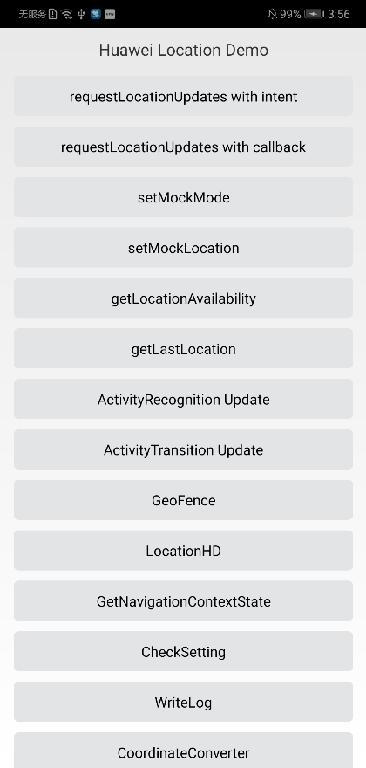 无服务 99% 3:56
Huawei Location Demo
requestLocationUpdates with intent
requestLocationUpdates with callback
setMockMode
setMockLocation
getLocationAvailability
getLastLocation
ActivityRecognition Update
ActivityTransition Update
GeoFence
LocationHD
GetNavigationContextState
CheckSetting
WriteLog
CoordinateConverter